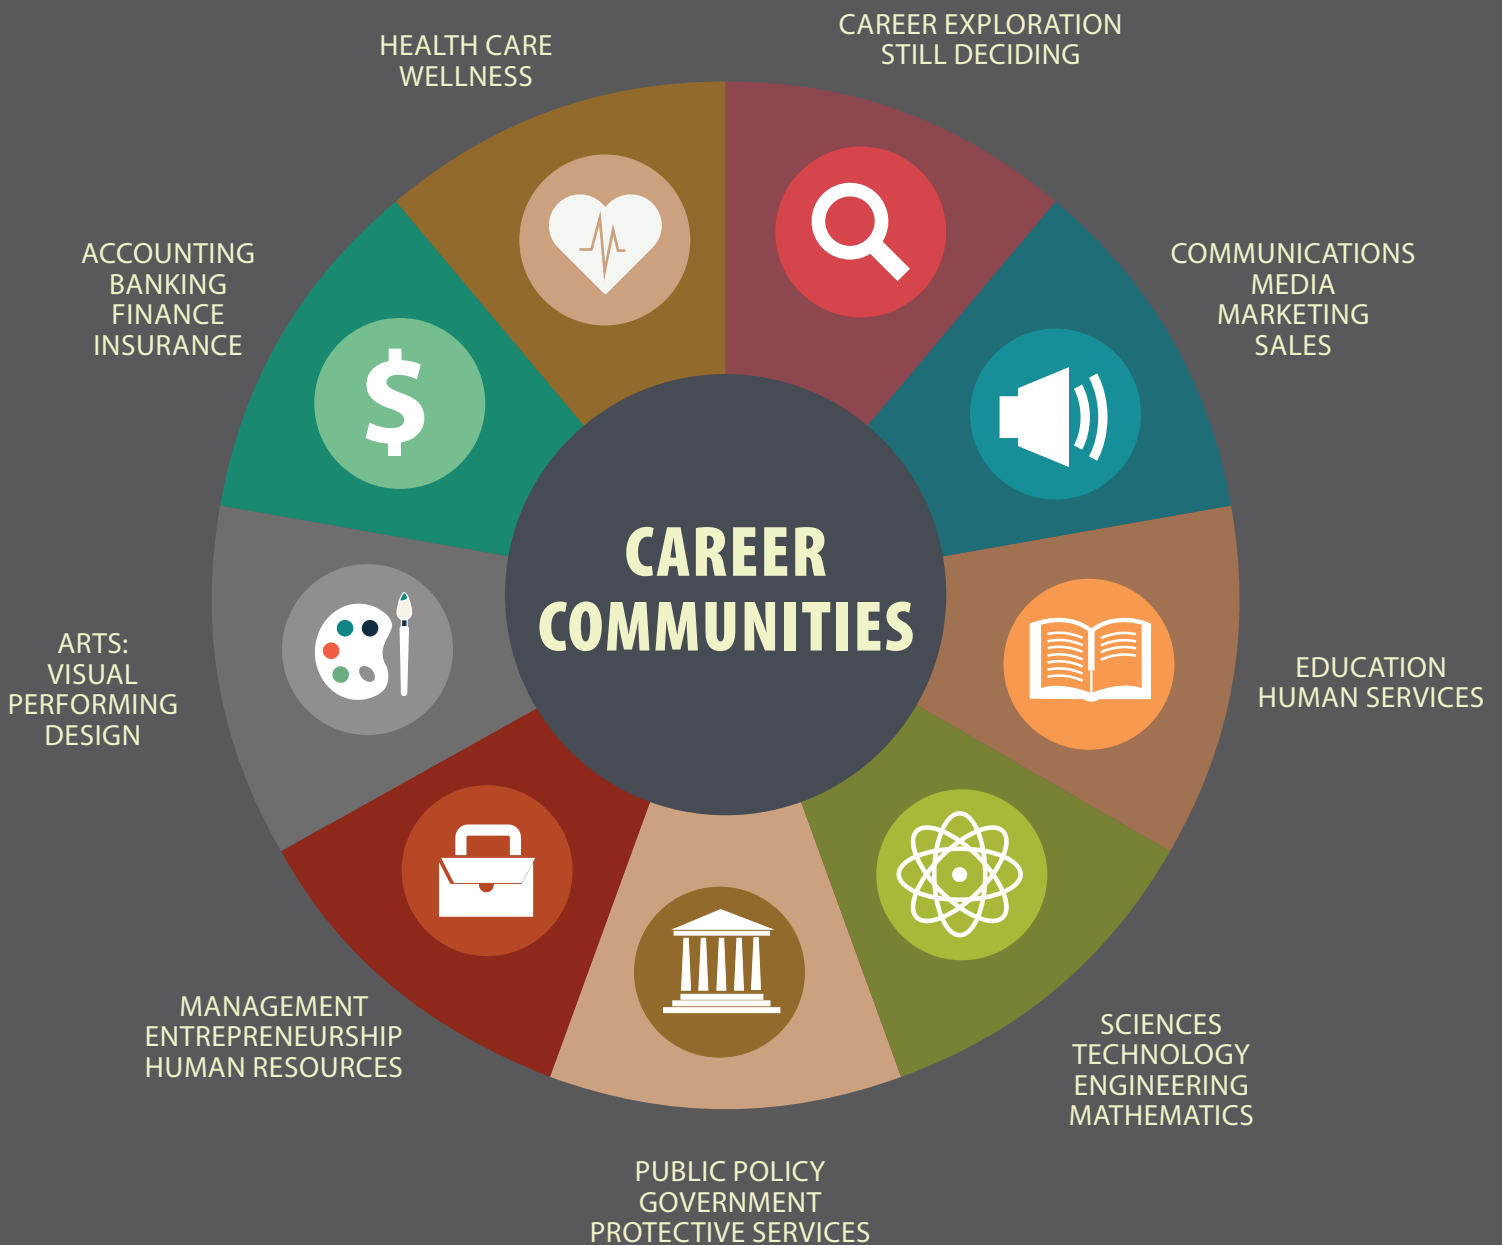 CAREER EXPLORATION
STILL DECIDING
HEALTH CARE
WELLNESS
ACCOUNTING
BANKING
FINANCE
INSURANCE
COMMUNICATIONS
MEDIA
MARKETING
SALES
$
CAREER
COMMUNITIES
ARTS:
VISUAL
PERFORMING
DESIGN
EDUCATION
HUMAN SERVICES
MANAGEMENT
ENTREPRENEURSHIP
HUMAN RESOURCES
SCIENCES
TECHNOLOGY
ENGINEERING
MATHEMATICS
PUBLIC POLICY
GOVERNMENT
PROTECTIVE SERVICES